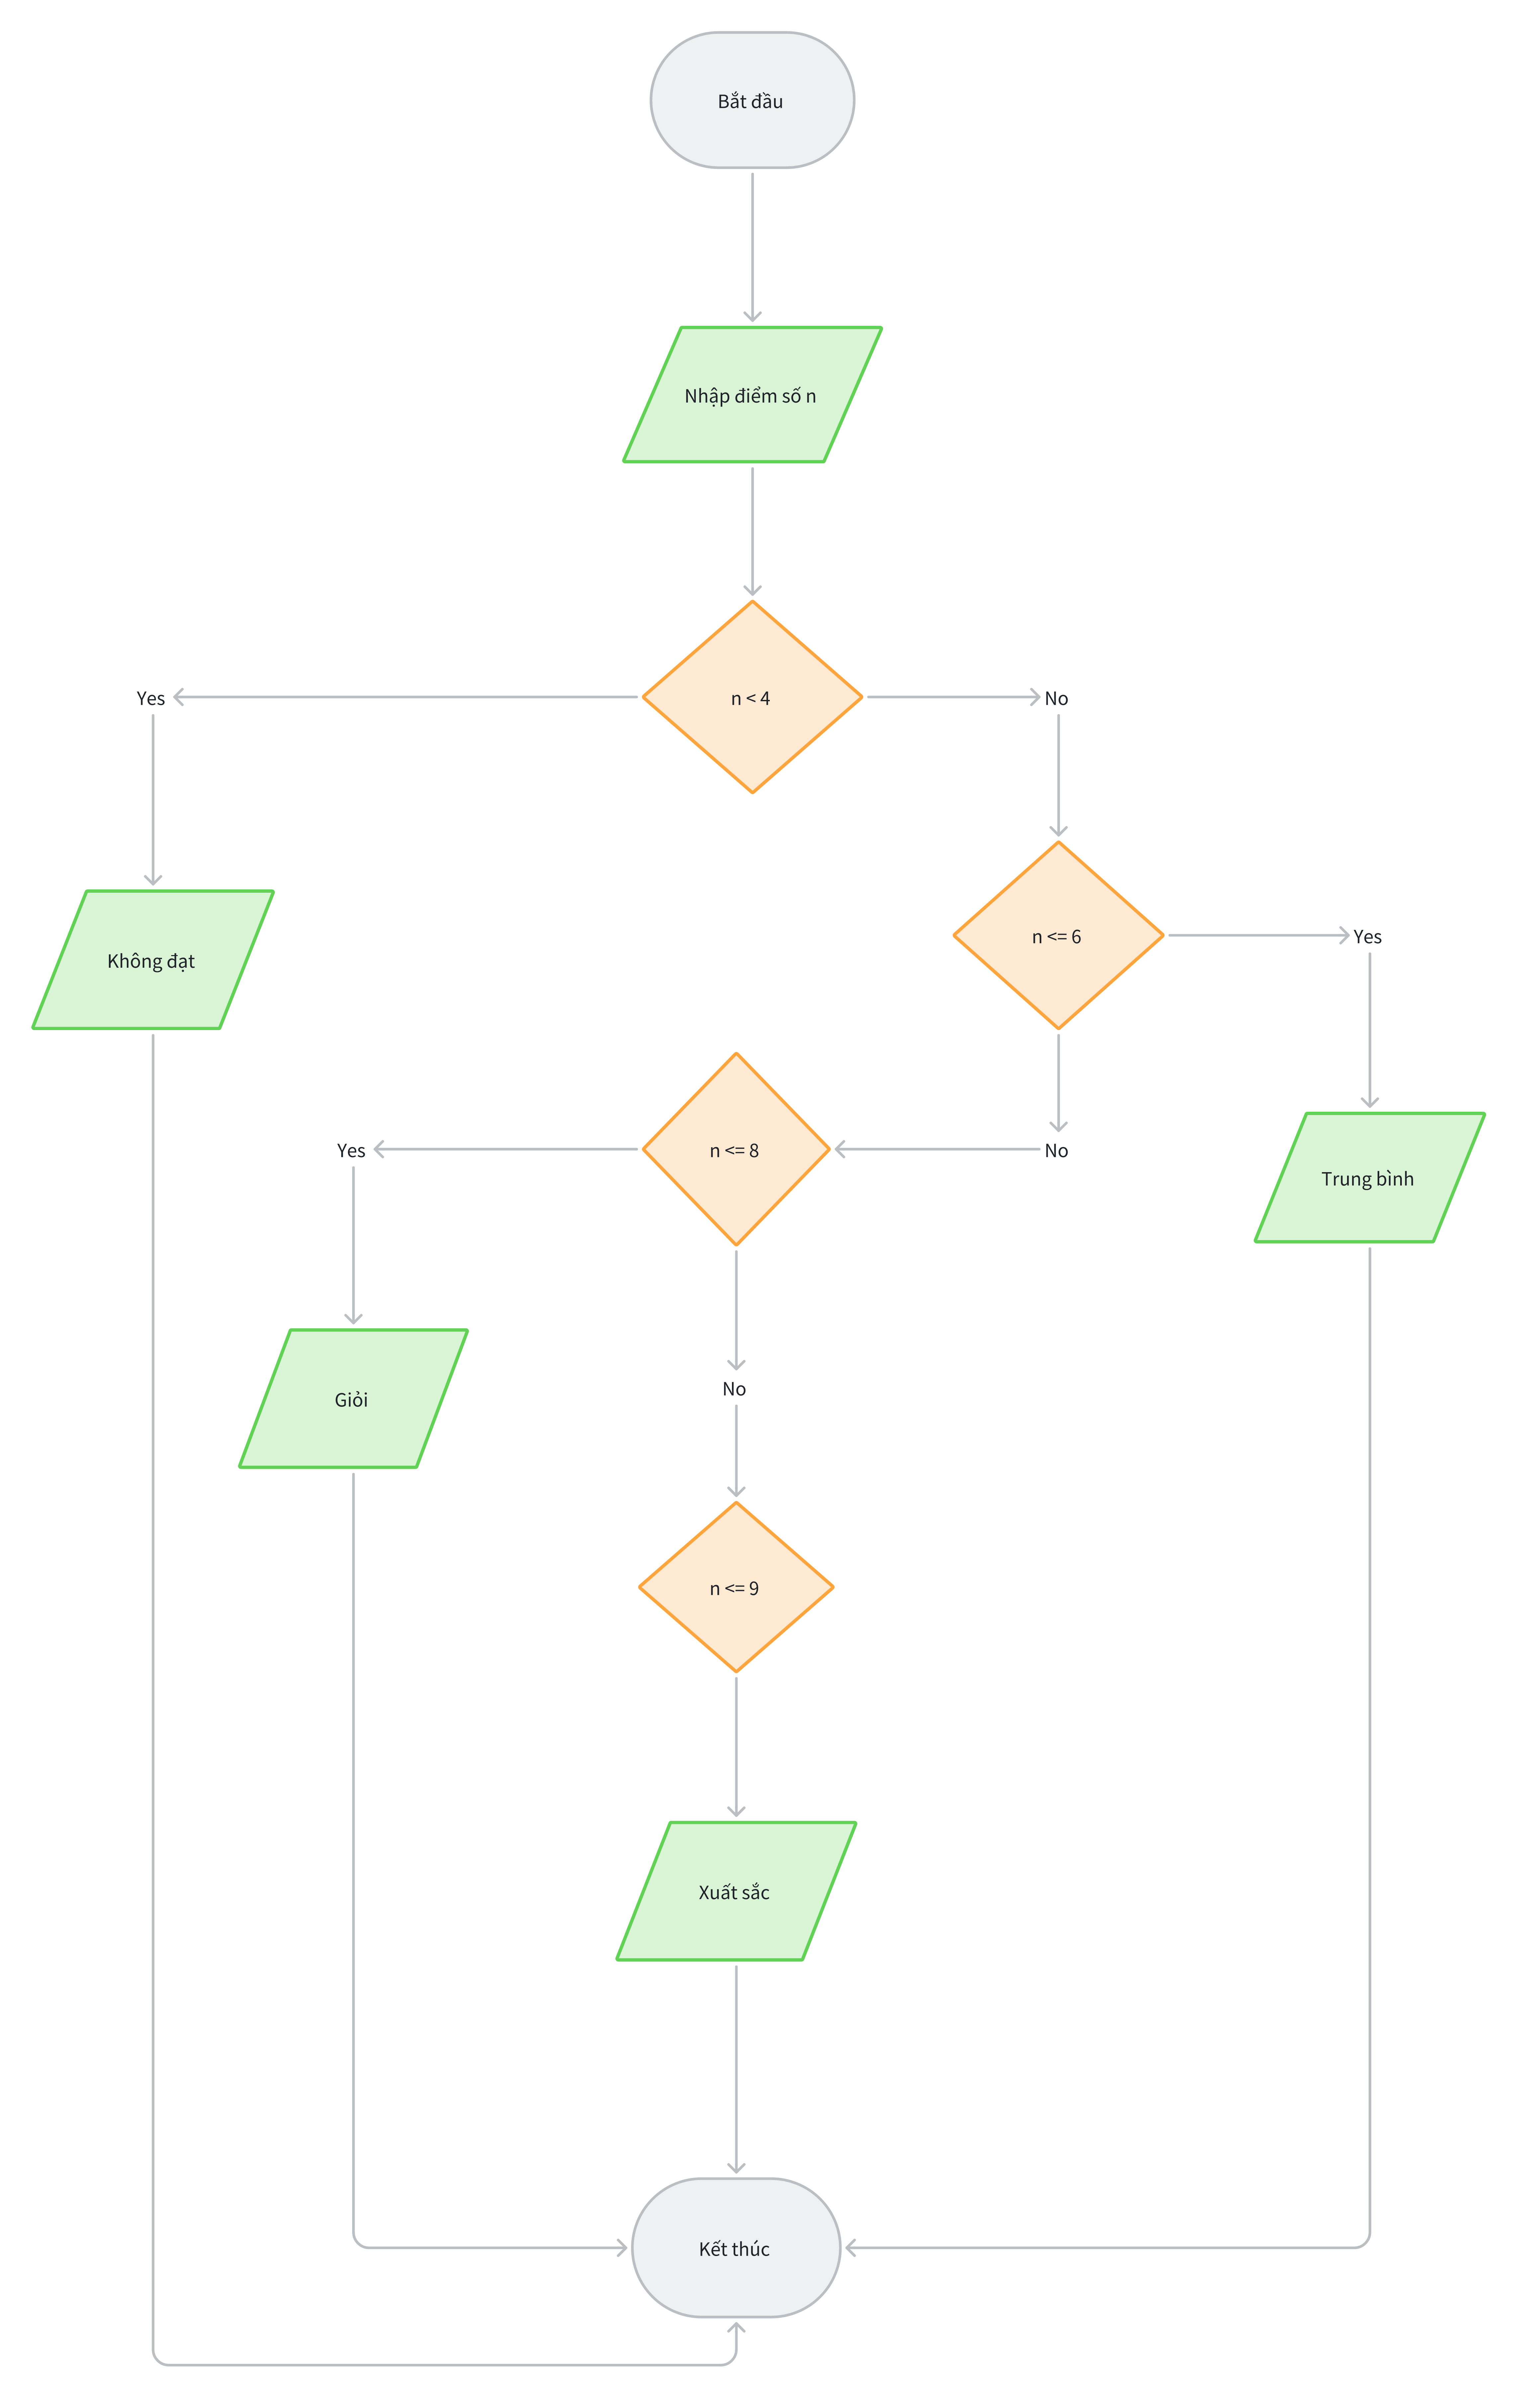 Bắt đầu
Nhập điểm số n
Yes
n < 4
No
n <= 6
Yes
Không đạt
Yes
n <= 8
No
Trung bình
No
Giỏi
n <= 9
Xuất sắc
Kết thúc